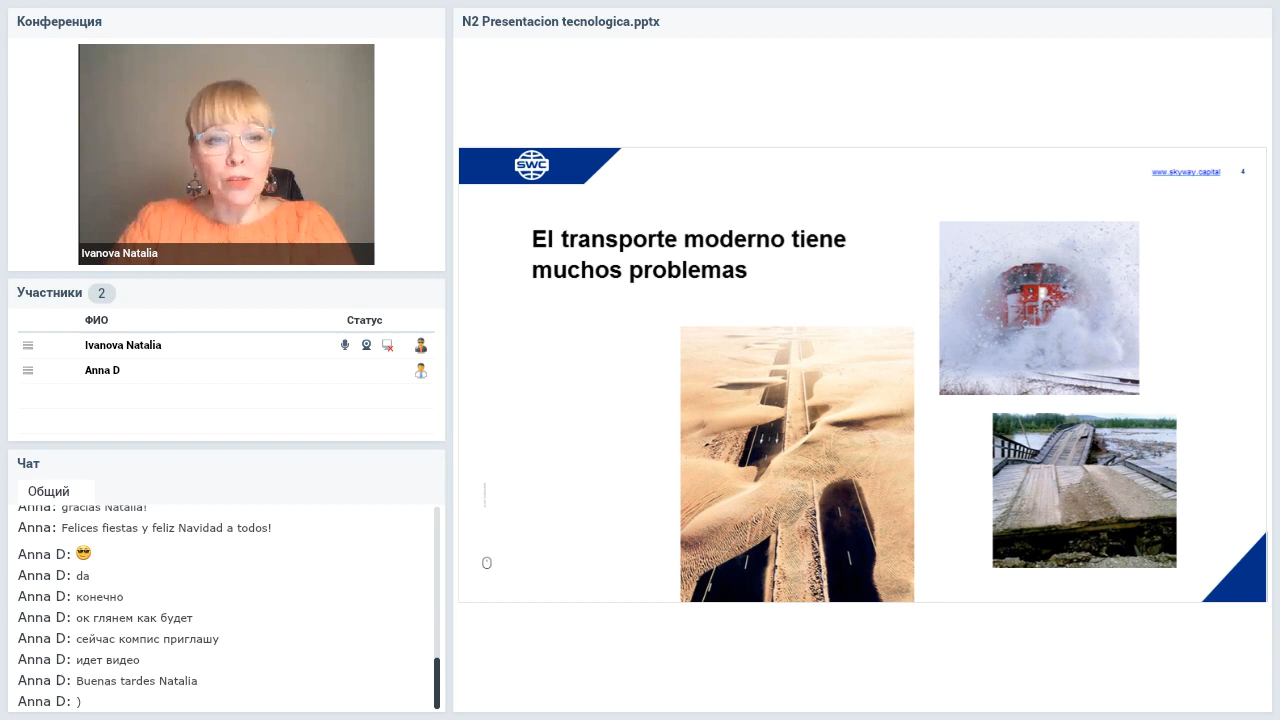 Конференция
Ivanova Natalia
Участники 2
ФИО Статус
Ivanova Natalia
Anna D
Чат
Общий
Anna: gracias Natalia!
Anna: Felices fiestas y feliz Navidad a todos!
Anna D: 😎
Anna D: da
Anna D: конечно
Anna D: ок глянем как будет
Anna D: сейчас компис приглашу
Anna D: идет видео
Anna D: Buenas tardes Natalia
Anna D: )
N2 Presentacion tecnologica.pptx
SWC
www.skyway.capital 4
El transporte moderno tiene
muchos problemas